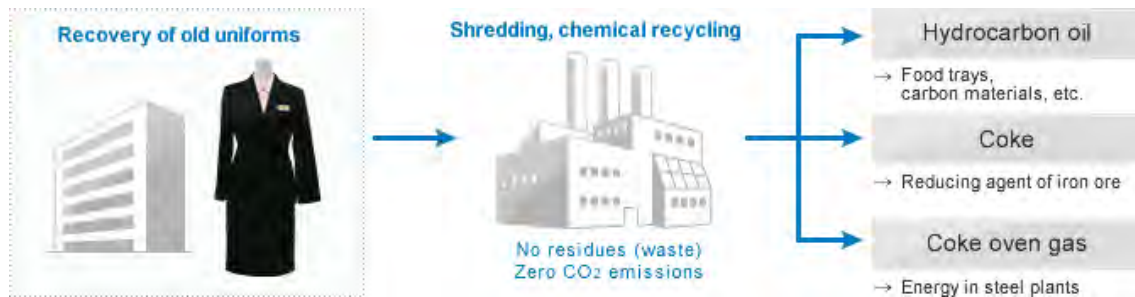 Recovery of old uniforms
Shredding, chemical recycling
No residues (waste)
Zero CO2 emissions
Hydrocarbon oil
→ Food trays,
carbon materials, etc.
Coke
→ Reducing agent of iron ore
Coke oven gas
→ Energy in steel plants